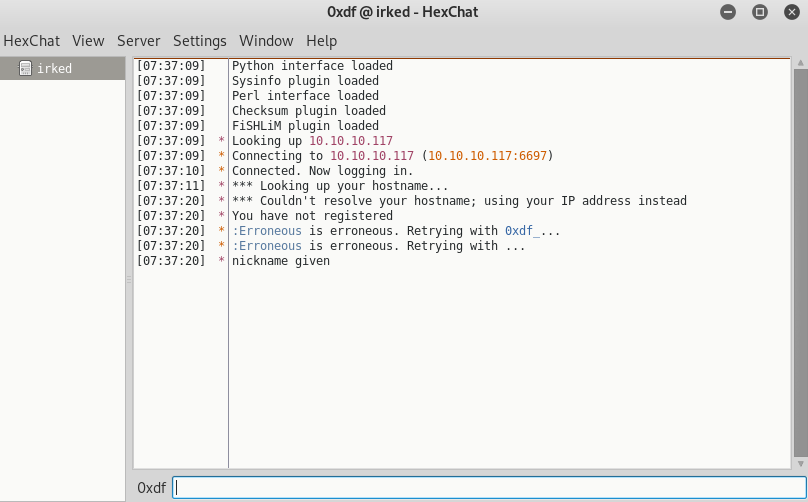 0xdf @ irked - HexChat
HexChat View Server Settings Window Help
irked
[07:37:09] Python interface loaded
[07:37:09] Sysinfo plugin loaded
[07:37:09] Perl interface loaded
[07:37:09] Checksum plugin loaded
[07:37:09] FiSHLiM plugin loaded
[07:37:09] * Looking up 10.10.10.117
[07:37:09] * Connecting to 10.10.10.117 (10.10.10.117:6697)
[07:37:10] * Connected. Now logging in.
[07:37:11] * *** Looking up your hostname...
[07:37:20] * *** Couldn't resolve your hostname; using your IP address instead
[07:37:20] * You have not registered
[07:37:20] * :Erroneous is erroneous. Retrying with 0xdf_...
[07:37:20] * :Erroneous is erroneous. Retrying with ...
[07:37:20] * nickname given
0xdf